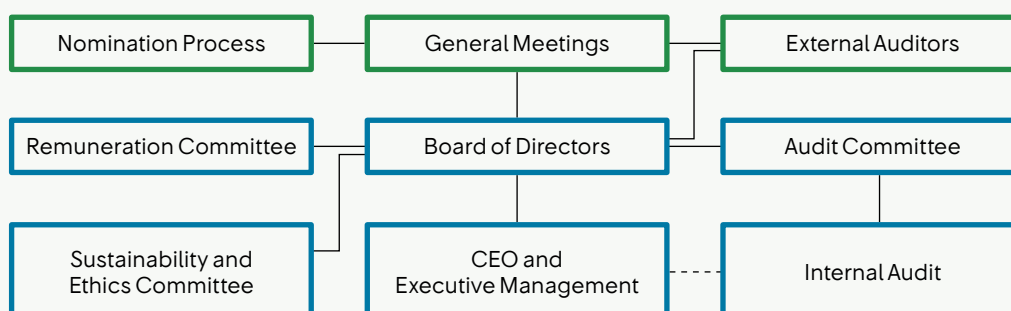 Nomination Process
General Meetings
External Auditors
Remuneration Committee
Board of Directors
Audit Committee
Sustainability and
Ethics Committee
CEO and
Executive Management
Internal Audit